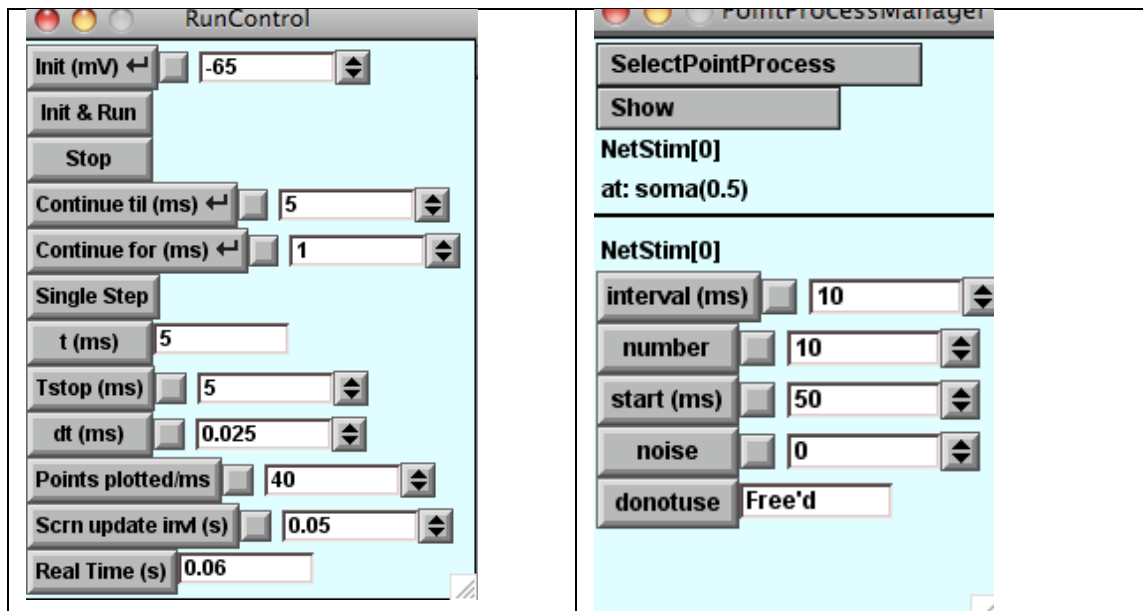 RunControl
Init (mV) -65
Init & Run
Stop
Continue til (ms) 5
Continue for (ms) 1
Single Step
t (ms) 5
Tstop (ms) 5
dt (ms) 0.025
Points plotted/ms 40
Scrn update invl (s) 0.05
Real Time (s) 0.06
PointProcessManager
SelectPointProcess
Show
NetStim[0]
at: soma(0.5)
NetStim[0]
interval (ms) 10
number 10
start (ms) 50
noise 0
donotuse Free'd